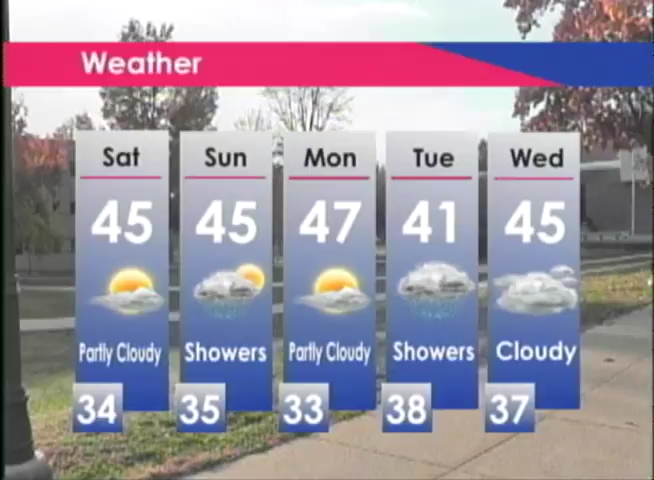 Weather
Sat Sun Mon Tue Wed
45 45 47 41 45
Partly Cloudy Showers Partly Cloudy Showers Cloudy
34 35 33 38 37